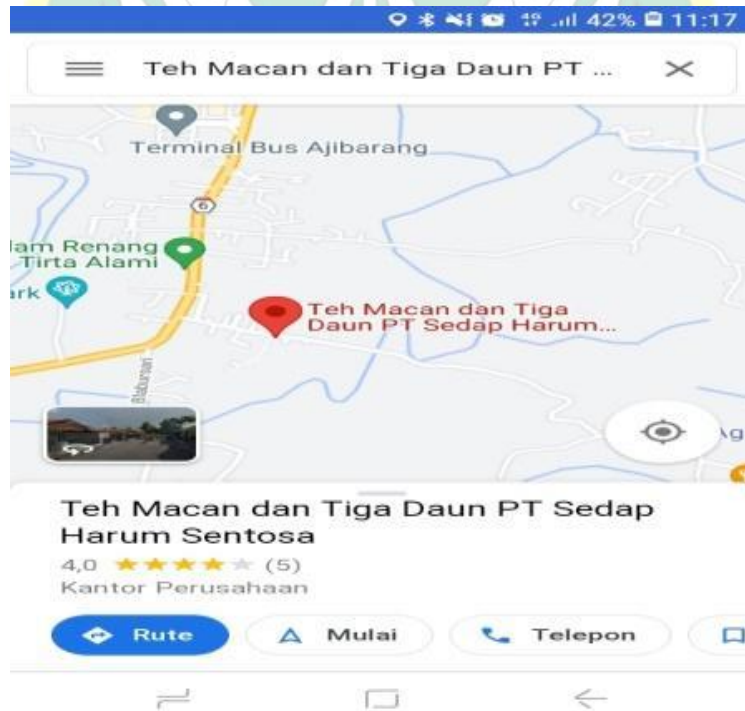 42% 11:17
Teh Macan dan Tiga Daun PT ...
Terminal Bus Ajibarang
6
lam Renang
Tirta Alami
ark
Teh Macan dan Tiga
Daun PT Sedap Harum...
Ag
Teh Macan dan Tiga Daun PT Sedap
Harum Sentosa
4,0 (5)
Kantor Perusahaan
Rute Mulai Telepon